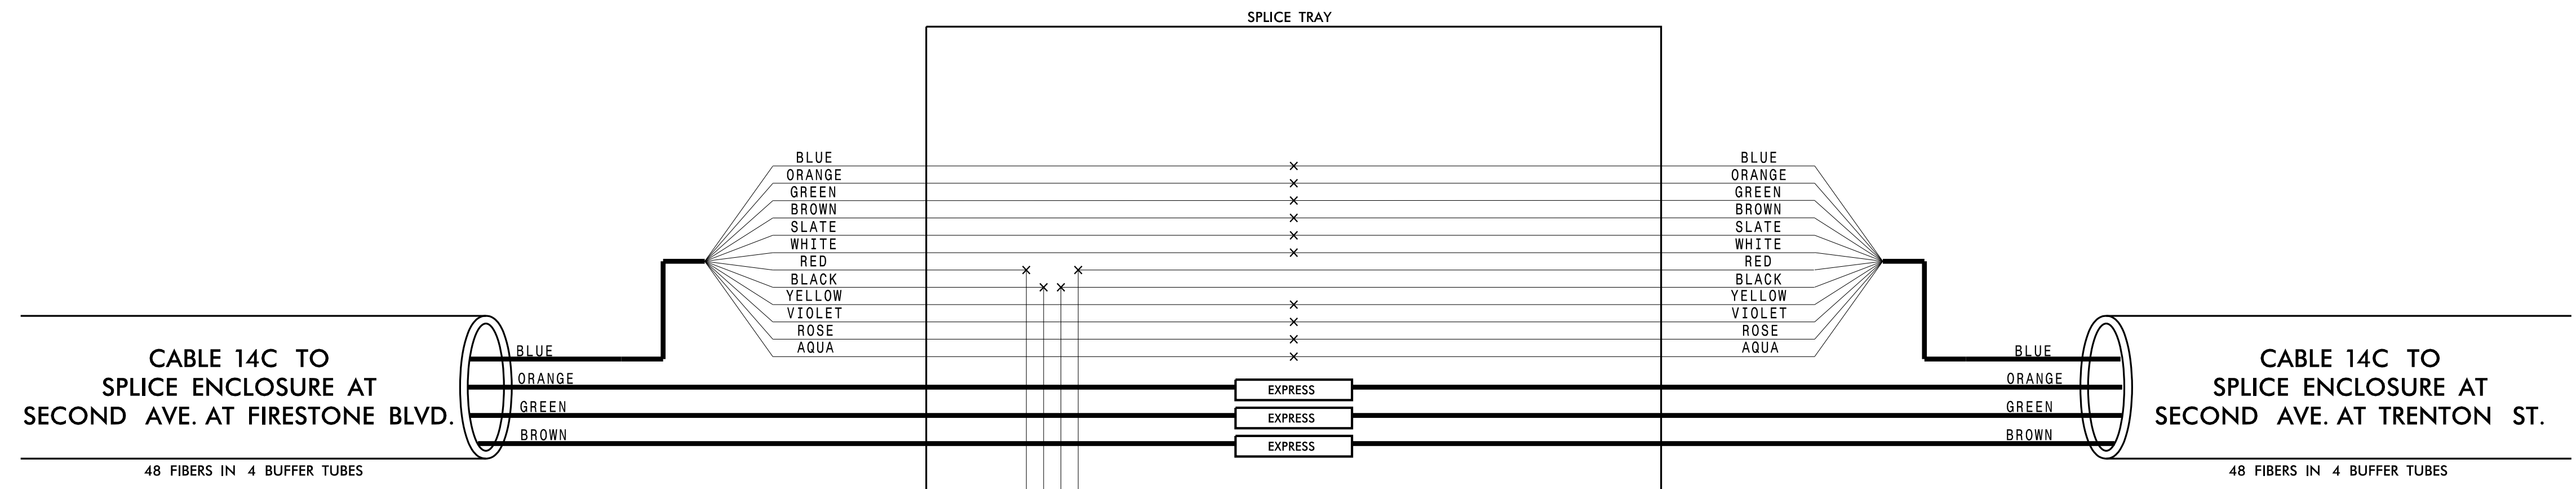 SPLICE TRAY
BLUE BLUE
ORANGE ORANGE
GREEN GREEN
BROWN BROWN
SLATE SLATE
WHITE WHITE
RED RED
BLACK BLACK
YELLOW YELLOW
VIOLET VIOLET
ROSE ROSE
AQUA AQUA
CABLE 14C TO
SPLICE ENCLOSURE AT
SECOND AVE. AT FIRESTONE BLVD.
48 FIBERS IN 4 BUFFER TUBES
BLUE
ORANGE
GREEN
BROWN
EXPRESS
EXPRESS
EXPRESS
BLUE
ORANGE
GREEN
BROWN
CABLE 14C TO
SPLICE ENCLOSURE AT
SECOND AVE. AT TRENTON ST.
48 FIBERS IN 4 BUFFER TUBES